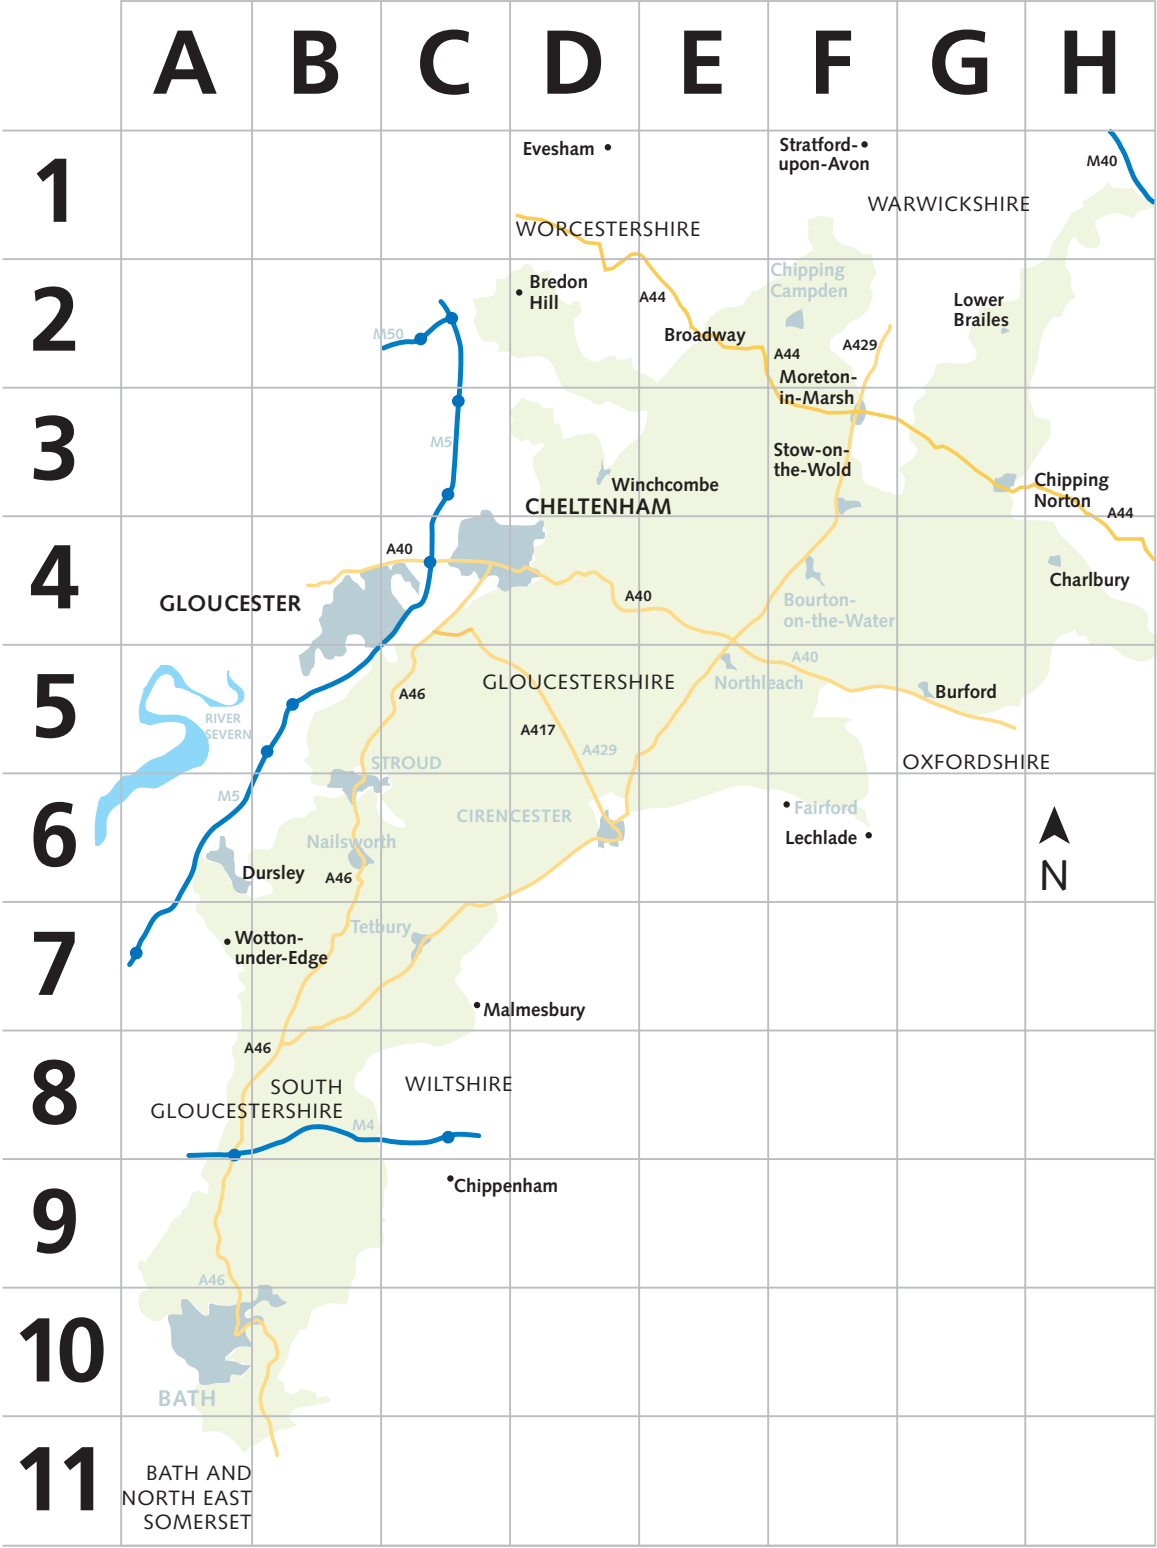 A B C D E F G H
1
Evesham
Stratford-
upon-Avon
M40
WARWICKSHIRE
WORCESTERSHIRE
2
Chipping
Campden
Bredon
Hill
A44
Lower
Brailes
M50
Broadway
A44
A429
Moreton-
in-Marsh
3
M5
Stow-on-
the-Wold
Winchcombe
CHELTENHAM
Chipping
Norton
A44
4
A40
GLOUCESTER
A40
Charlbury
Bourton-
on-the-Water
5
A40
GLOUCESTERSHIRE
Northleach
A46
Burford
RIVER
SEVERN
A417
A429
STROUD
OXFORDSHIRE
6
M5
CIRENCESTER
Fairford
Lechlade
Nailsworth
Dursley
A46
N
7
Tetbury
Wotton-
under-Edge
Malmesbury
8
A46
SOUTH
GLOUCESTERSHIRE
WILTSHIRE
M4
9
Chippenham
A46
10
BATH
11
BATH AND
NORTH EAST
SOMERSET